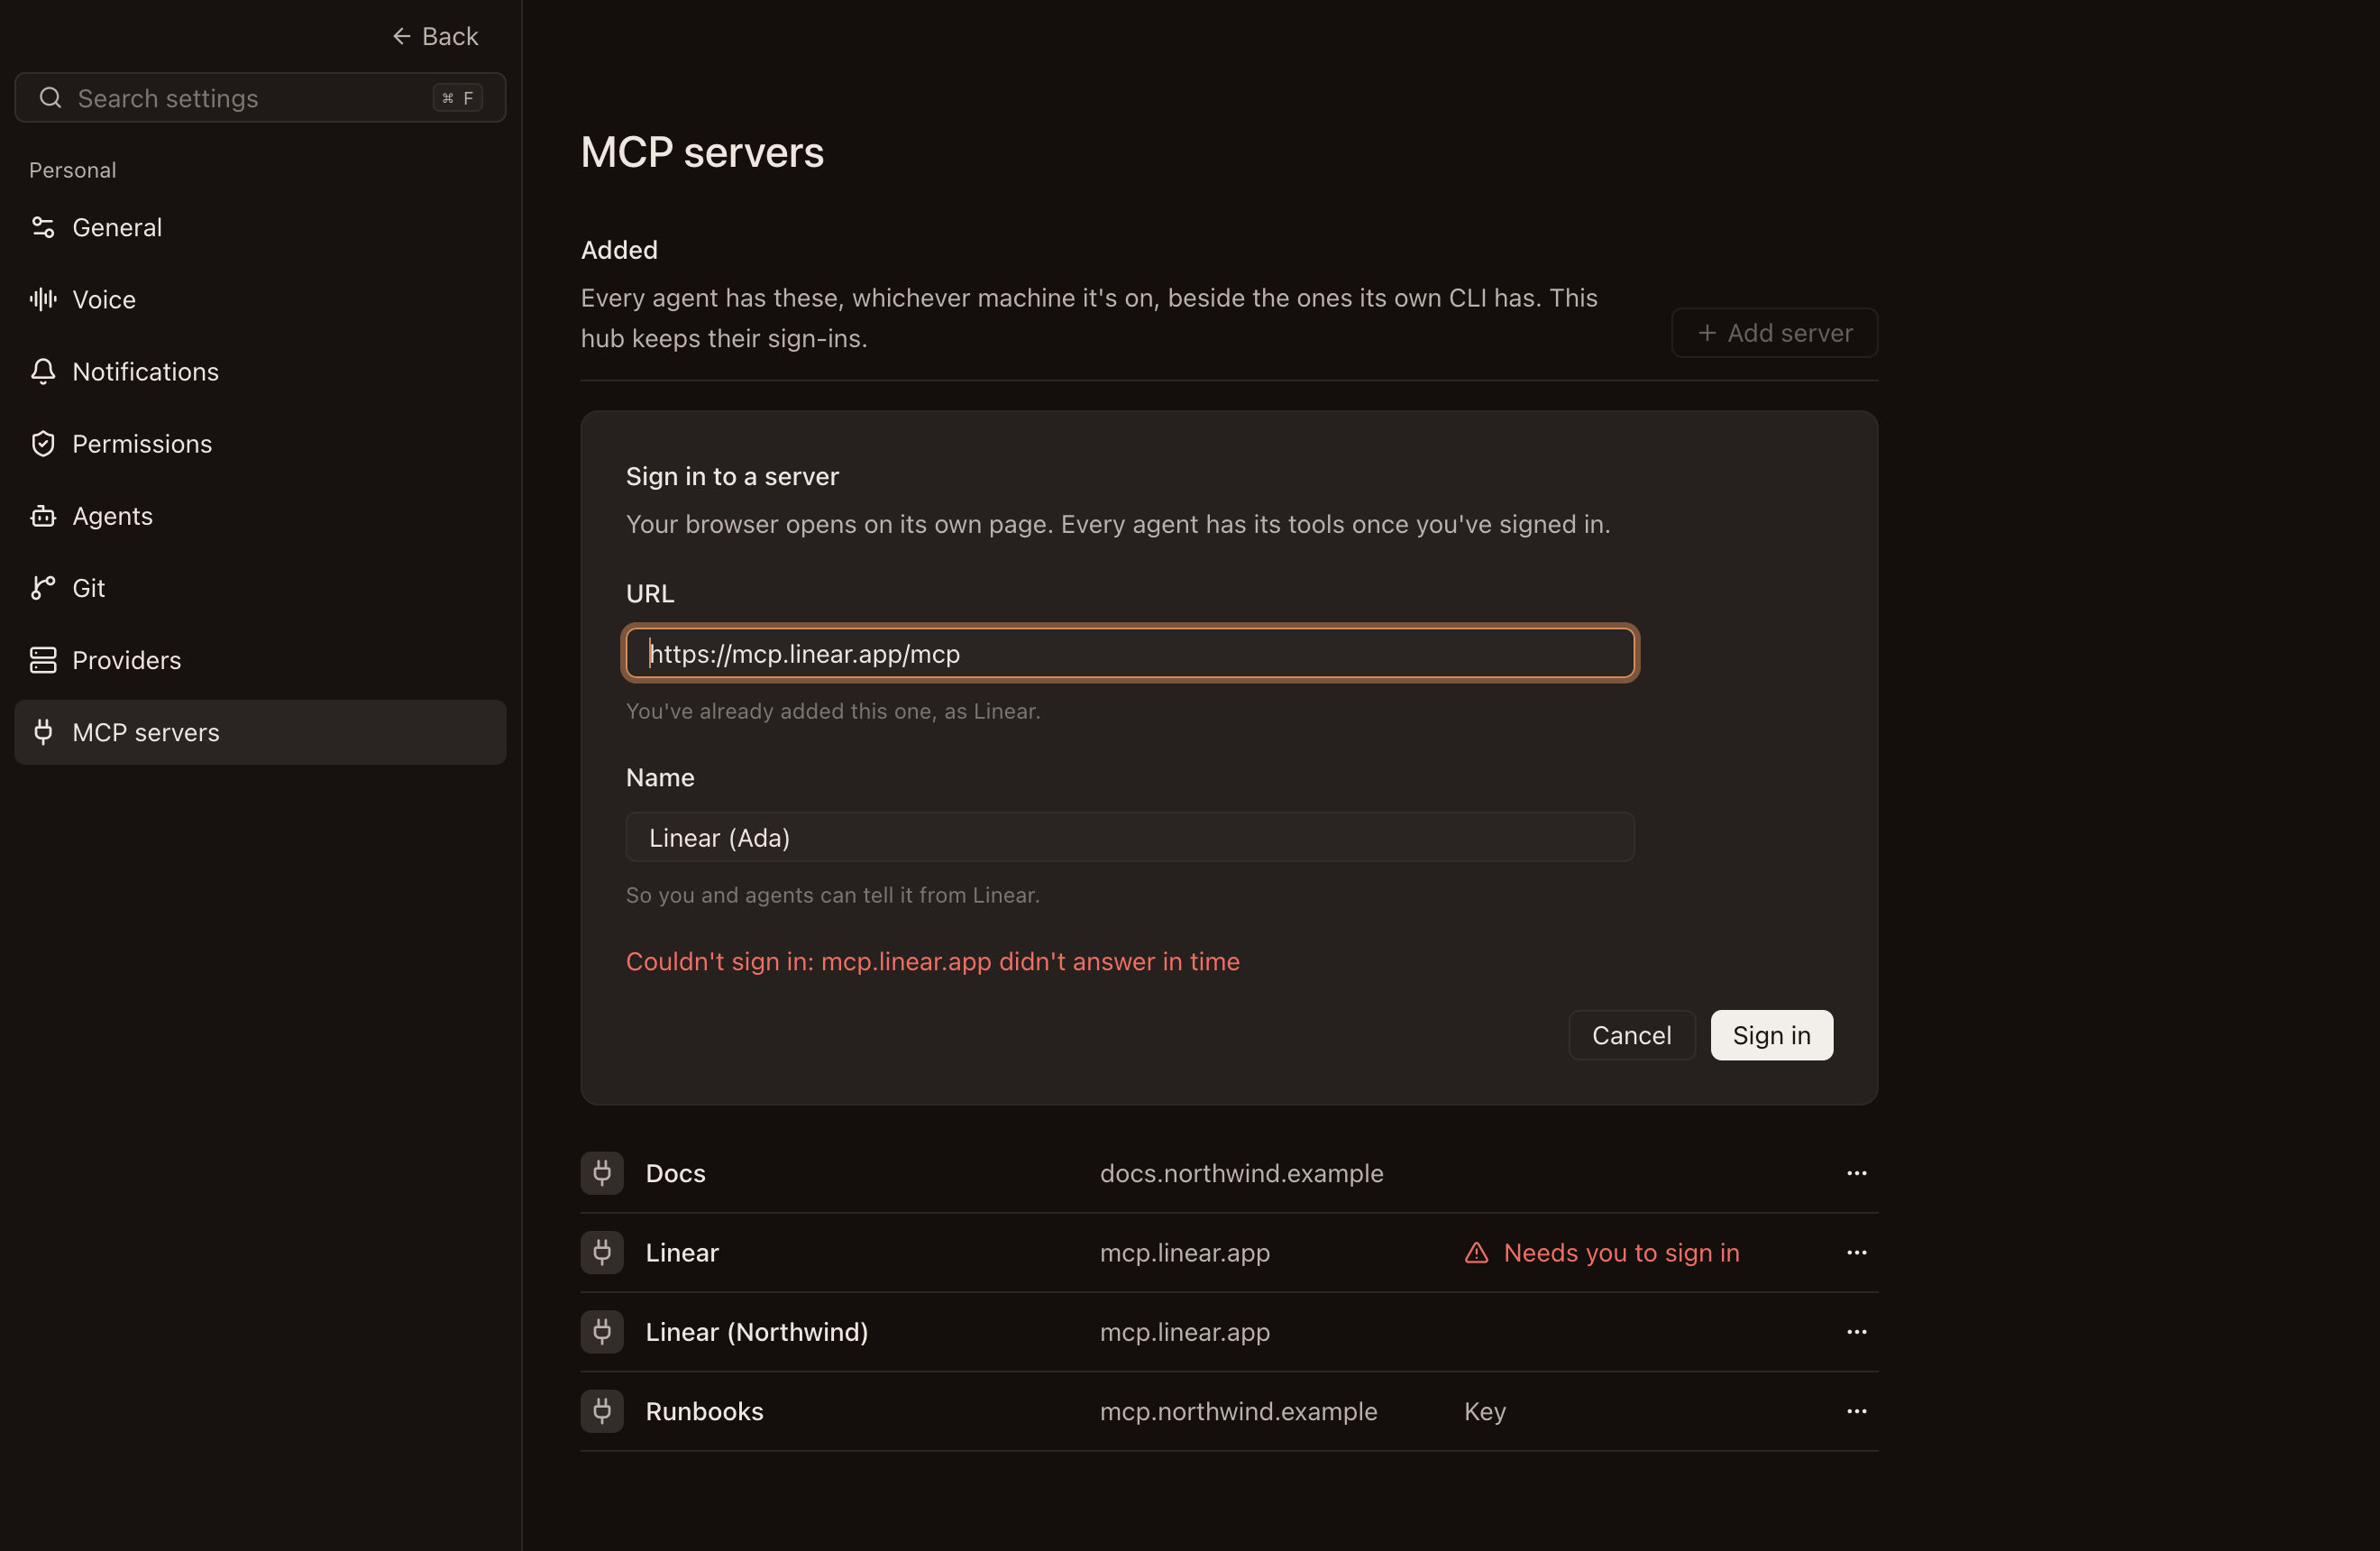 Back
Search settings
⌘ F
Personal
General
Voice
Notifications
Permissions
Agents
Git
Providers
MCP servers
MCP servers
Added
Every agent has these, whichever machine it's on, beside the ones its own CLI has. This
hub keeps their sign-ins.
Add server
Sign in to a server
Your browser opens on its own page. Every agent has its tools once you've signed in.
URL
https://mcp.linear.app/mcp
You've already added this one, as Linear.
Name
Linear (Ada)
So you and agents can tell it from Linear.
Couldn't sign in: mcp.linear.app didn't answer in time
Cancel
Sign in
Docs docs.northwind.example
Linear mcp.linear.app Needs you to sign in
Linear (Northwind) mcp.linear.app
Runbooks mcp.northwind.example Key